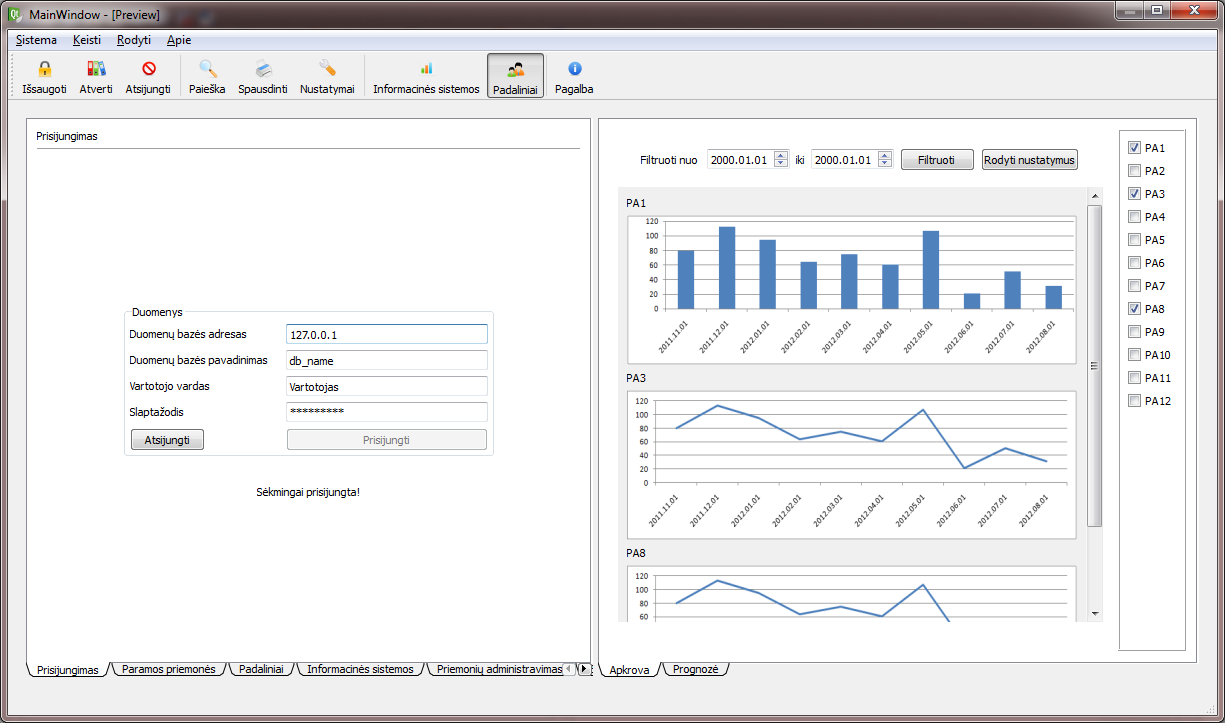 MainWindow - [Preview]
Sistema Keisti Rodyti Apie
Išsaugoti Atverti Atsijungti Paieška Spausdinti Nustatymai Informacinės sistemos Padaliniai Pagalba
Prisijungimas
Duomenys
Duomenų bazės adresas 127.0.0.1
Duomenų bazės pavadinimas db_name
Vartotojo vardas Vartotojas
Slaptažodis *********
Atsijungti Prisijungti
Sėkmingai prisijungta!
Prisijungimas Paramos priemonės Padaliniai Informacinės sistemos Priemonių administravimas
Filtruoti nuo 2000.01.01 iki 2000.01.01 Filtruoti Rodyti nustatymus
PA1
120
100
80
60
40
20
0
2011.11.01 2011.12.01 2012.01.01 2012.02.01 2012.03.01 2012.04.01 2012.05.01 2012.06.01 2012.07.01 2012.08.01
PA3
120
100
80
60
40
20
0
2011.11.01 2011.12.01 2012.01.01 2012.02.01 2012.03.01 2012.04.01 2012.05.01 2012.06.01 2012.07.01 2012.08.01
PA8
120
100
80
60
Apkrova Prognozė
PA1
PA2
PA3
PA4
PA5
PA6
PA7
PA8
PA9
PA10
PA11
PA12